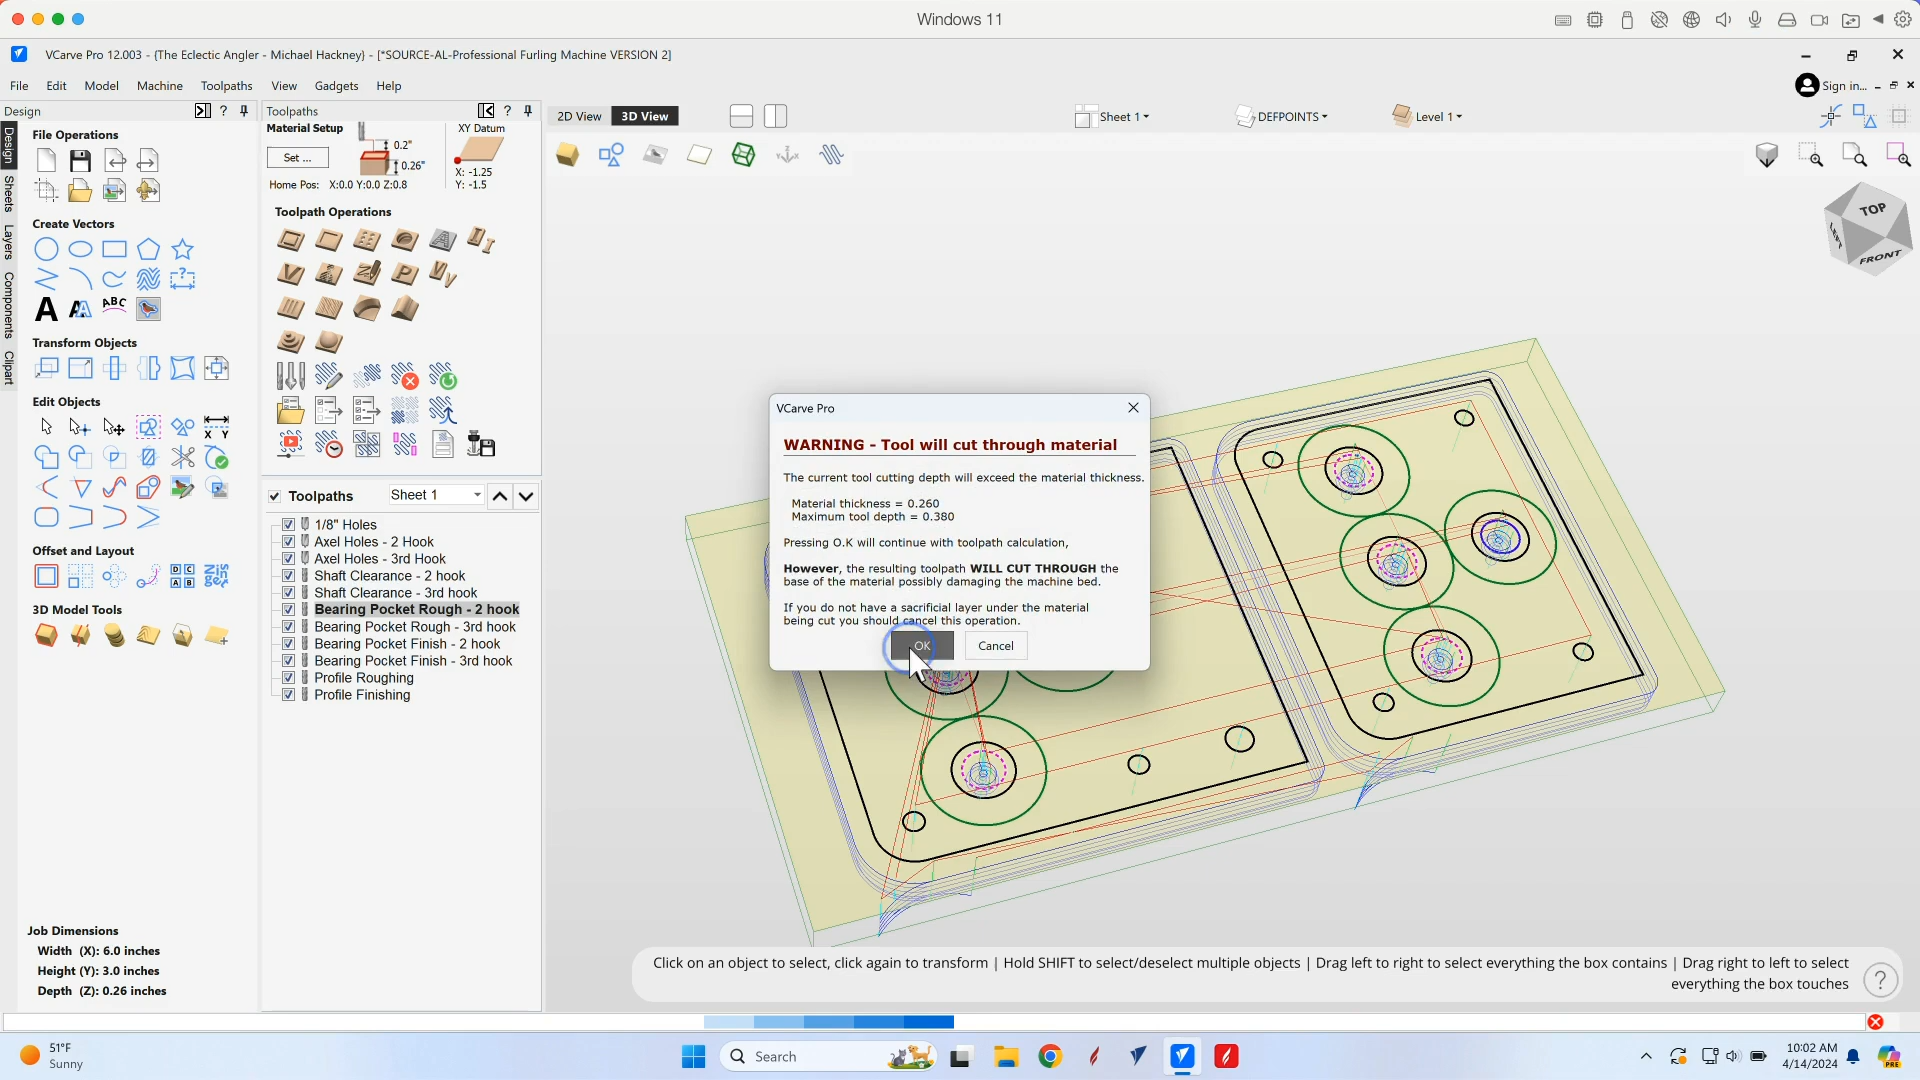 Windows 11
VCarve Pro 12.003 - {The Eclectic Angler - Michael Hackney} - [*SOURCE-AL-Professional Furling Machine VERSION 2]
File Edit Model Machine Toolpaths View Gadgets Help
Sign in...
Design
Toolpaths
2D View
3D View
Sheet 1
DEFPOINTS
Level 1
Design
Sheets
Layers
Components
Clipart
File Operations
Create Vectors
Transform Objects
Edit Objects
Offset and Layout
3D Model Tools
Job Dimensions
Width (X): 6.0 inches
Height (Y): 3.0 inches
Depth (Z): 0.26 inches
Material Setup
Set ...
0.2"
0.26"
XY Datum
X: -1.25
Y: -1.5
Home Pos: X:0.0 Y:0.0 Z:0.8
Toolpath Operations
Toolpaths
Sheet 1
1/8" Holes
Axel Holes - 2 Hook
Axel Holes - 3rd Hook
Shaft Clearance - 2 hook
Shaft Clearance - 3rd hook
Bearing Pocket Rough - 2 hook
Bearing Pocket Rough - 3rd hook
Bearing Pocket Finish - 2 hook
Bearing Pocket Finish - 3rd hook
Profile Roughing
Profile Finishing
TOP
LEFT
FRONT
VCarve Pro
WARNING - Tool will cut through material
The current tool cutting depth will exceed the material thickness.
Material thickness = 0.260
Maximum tool depth = 0.380
Pressing O.K will continue with toolpath calculation,
However, the resulting toolpath WILL CUT THROUGH the
base of the material possibly damaging the machine bed.
If you do not have a sacrificial layer under the material
being cut you should cancel this operation.
OK
Cancel
Click on an object to select, click again to transform | Hold SHIFT to select/deselect multiple objects | Drag left to right to select everything the box contains | Drag right to left to select
everything the box touches
51°F
Sunny
Search
10:02 AM
4/14/2024
PRE